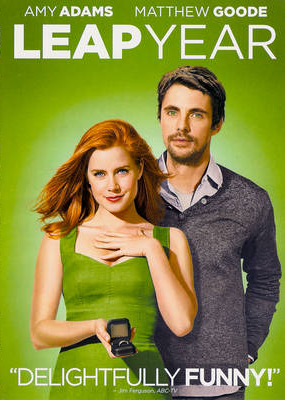 AMY ADAMS MATTHEW GOODE
LEAP YEAR
"DELIGHTFULLY FUNNY!"
– Jim Ferguson, ABC-TV